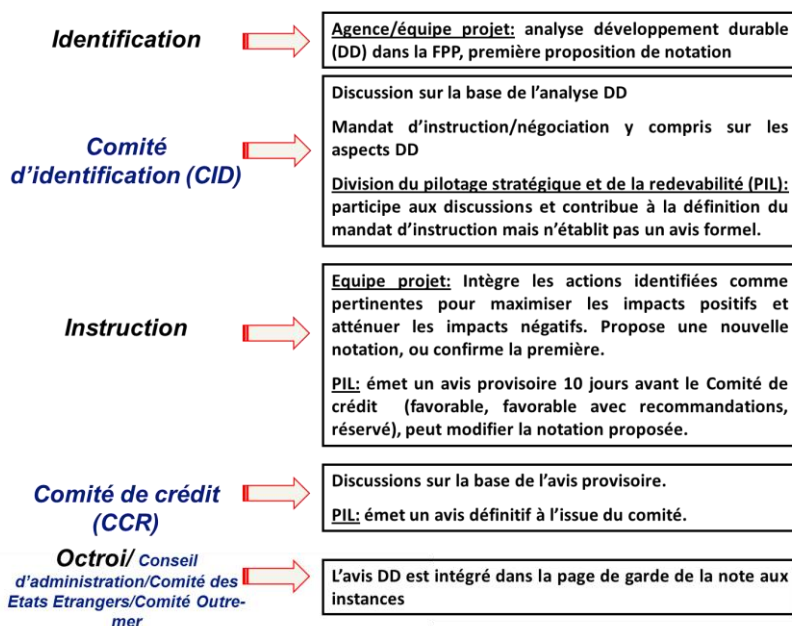 Identification
Agence/équipe projet: analyse développement durable
(DD) dans la FPP, première proposition de notation
Comité
d'identification (CID)
Discussion sur la base de l'analyse DD
Mandat d'instruction/négociation y compris sur les
aspects DD
Division du pilotage stratégique et de la redevabilité (PIL):
participe aux discussions et contribue à la définition du
mandat d'instruction mais n'établit pas un avis formel.
Instruction
Equipe projet: Intègre les actions identifiées comme
pertinentes pour maximiser les impacts positifs et
atténuer les impacts négatifs. Propose une nouvelle
notation, ou confirme la première.
PIL: émet un avis provisoire 10 jours avant le Comité de
crédit (favorable, favorable avec recommandations,
réservé), peut modifier la notation proposée.
Comité de crédit
(CCR)
Discussions sur la base de l'avis provisoire.
PIL: émet un avis définitif à l'issue du comité.
Octroi/ Conseil
d'administration/Comité des
Etats Etrangers/Comité Outre-
mer
L'avis DD est intégré dans la page de garde de la note aux
instances